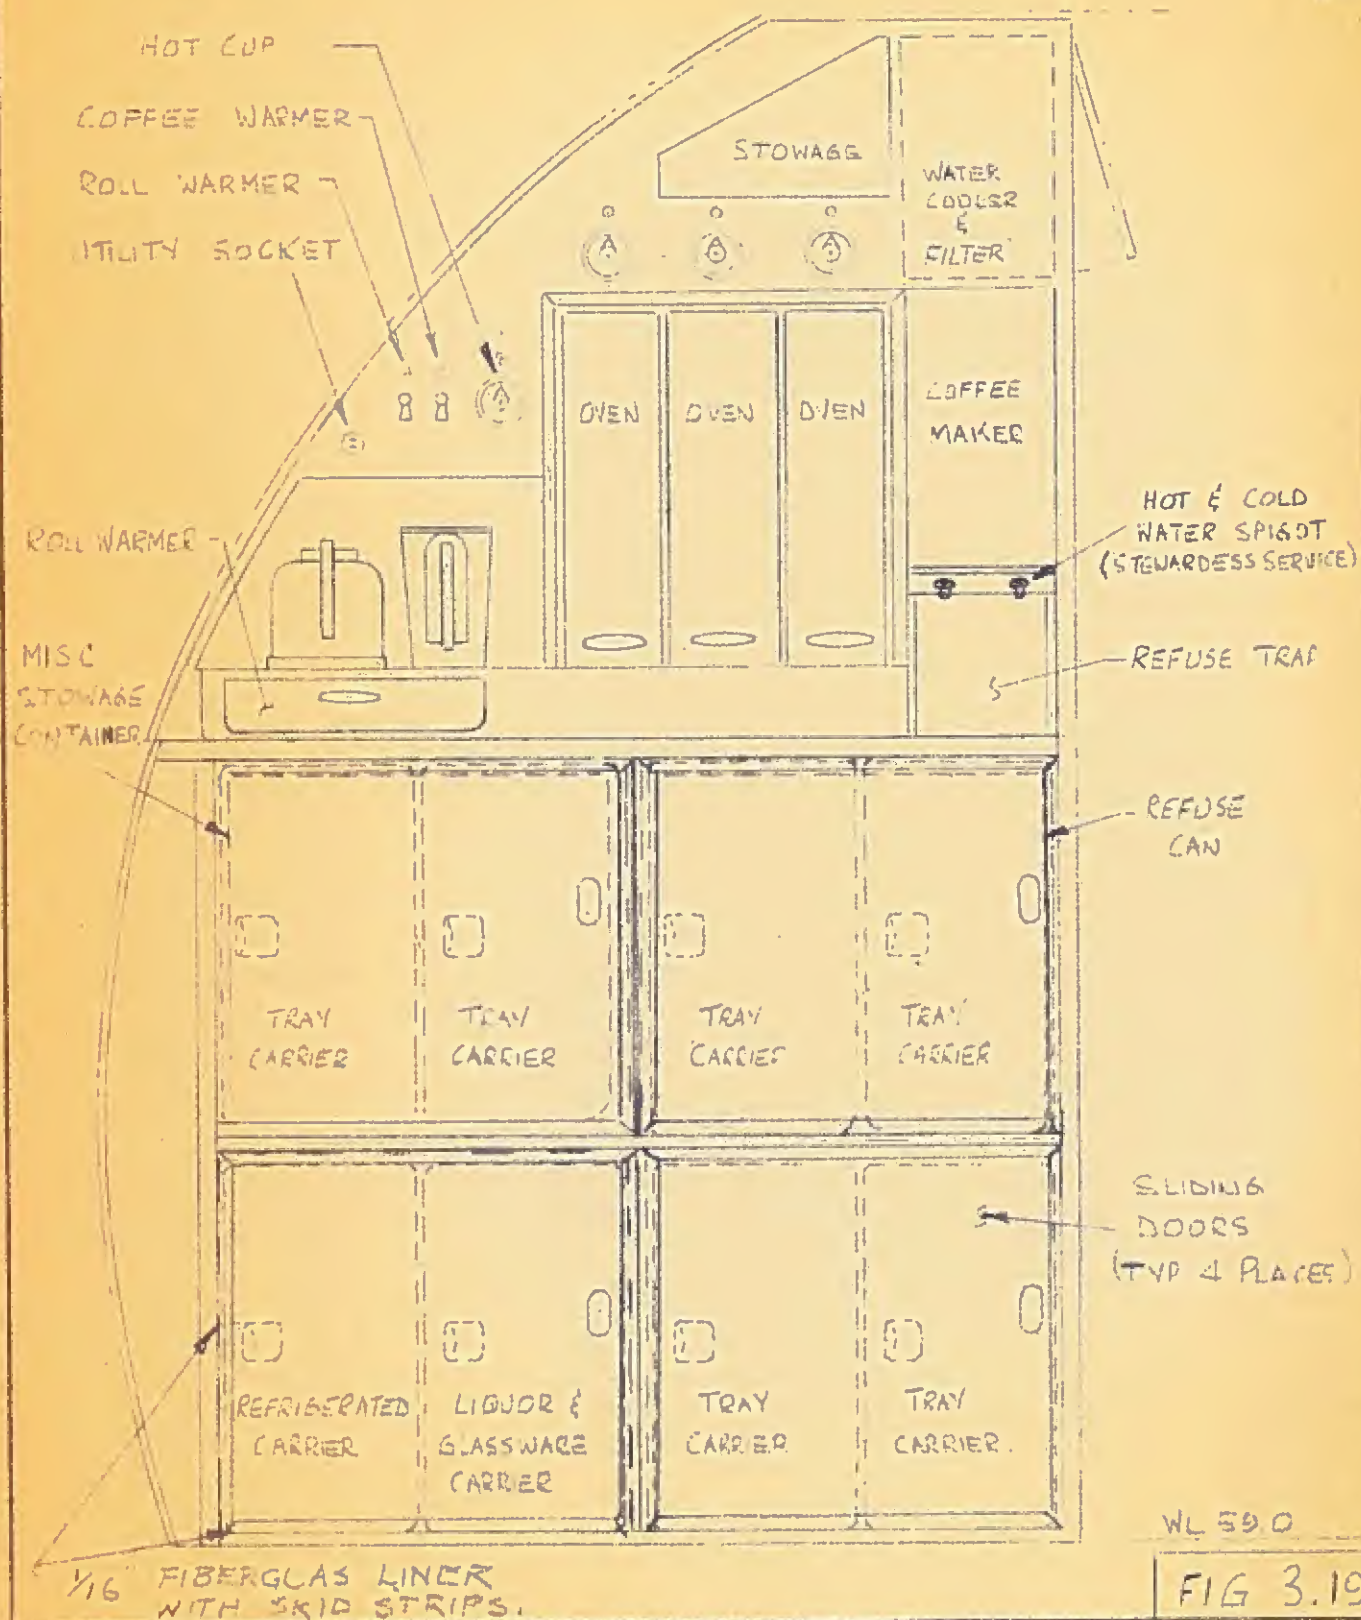 HOT CUP
COFFEE WARMER
ROLL WARMER
UTILITY SOCKET
STOWAGE
WATER
COOLER
&
FILTER
OVEN OVEN OVEN
COFFEE
MAKER
HOT & COLD
WATER SPIGOT
(STEWARDESS SERVICE)
ROLL WARMER
REFUSE TRAP
MISC
STOWAGE
CONTAINER
REFUSE
CAN
TRAY
CARRIER
TRAY
CARRIER
TRAY
CARRIER
TRAY
CARRIER
SLIDING
DOORS
(TYP 4 PLACES)
REFRIGERATED
CARRIER
LIQUOR &
GLASSWARE
CARRIER
TRAY
CARRIER
TRAY
CARRIER.
WL 59.0
1/16 FIBERGLAS LINER
WITH SKID STRIPS.
FIG 3.19